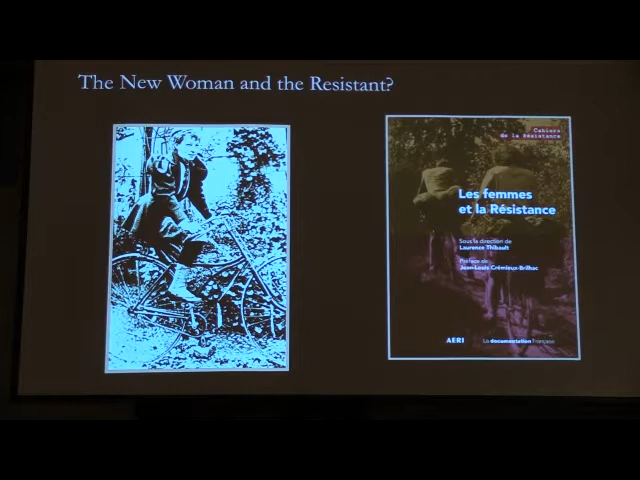 The New Woman and the Resistant?
Cahiers
de la Résistance
Les femmes
et la Résistance
Sous la direction de
Laurence Thibault
Préface de
Jean-Louis Crémieux-Brilhac
AERI
La documentation Française